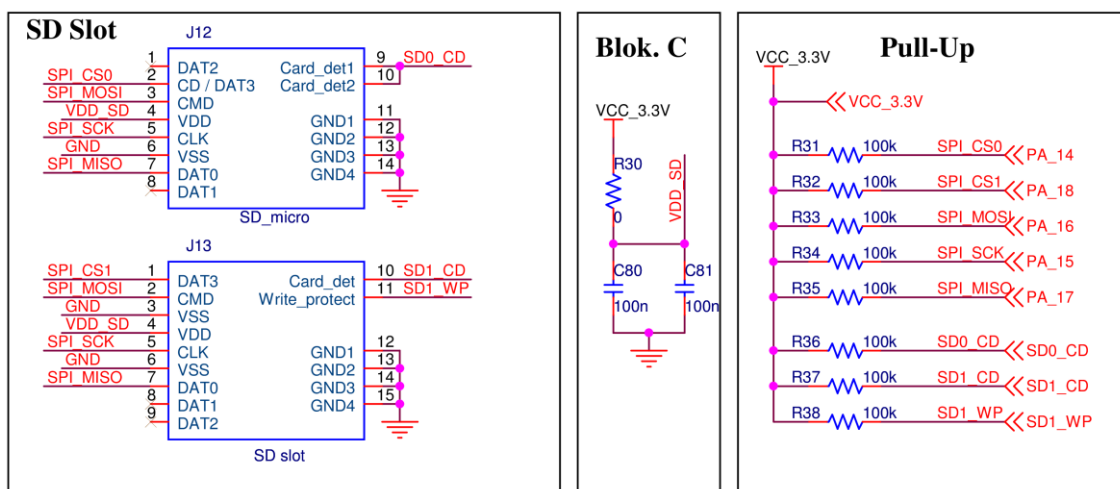 SD Slot
J12
1 DAT2 Card_det1 9 SD0_CD
SPI_CS0 2 CD / DAT3 Card_det2 10
SPI_MOSI 3 CMD
VDD_SD 4 VDD GND1 11
SPI_SCK 5 CLK GND2 12
GND 6 VSS GND3 13
SPI_MISO 7 DAT0 GND4 14
8 DAT1
SD_micro
J13
SPI_CS1 1 DAT3 Card_det 10 SD1_CD
SPI_MOSI 2 CMD Write_protect 11 SD1_WP
GND 3 VSS
VDD_SD 4 VDD
SPI_SCK 5 CLK GND1 12
GND 6 VSS GND2 13
SPI_MISO 7 DAT0 GND3 14
8 DAT1 GND4 15
9 DAT2
SD slot
Blok. C
VCC_3.3V
R30
0
VDD_SD
C80 C81
100n 100n
Pull-Up
VCC_3.3V
VCC_3.3V
R31 100k SPI_CS0 PA_14
R32 100k SPI_CS1 PA_18
R33 100k SPI_MOSI PA_16
R34 100k SPI_SCK PA_15
R35 100k SPI_MISO PA_17
R36 100k SD0_CD SD0_CD
R37 100k SD1_CD SD1_CD
R38 100k SD1_WP SD1_WP